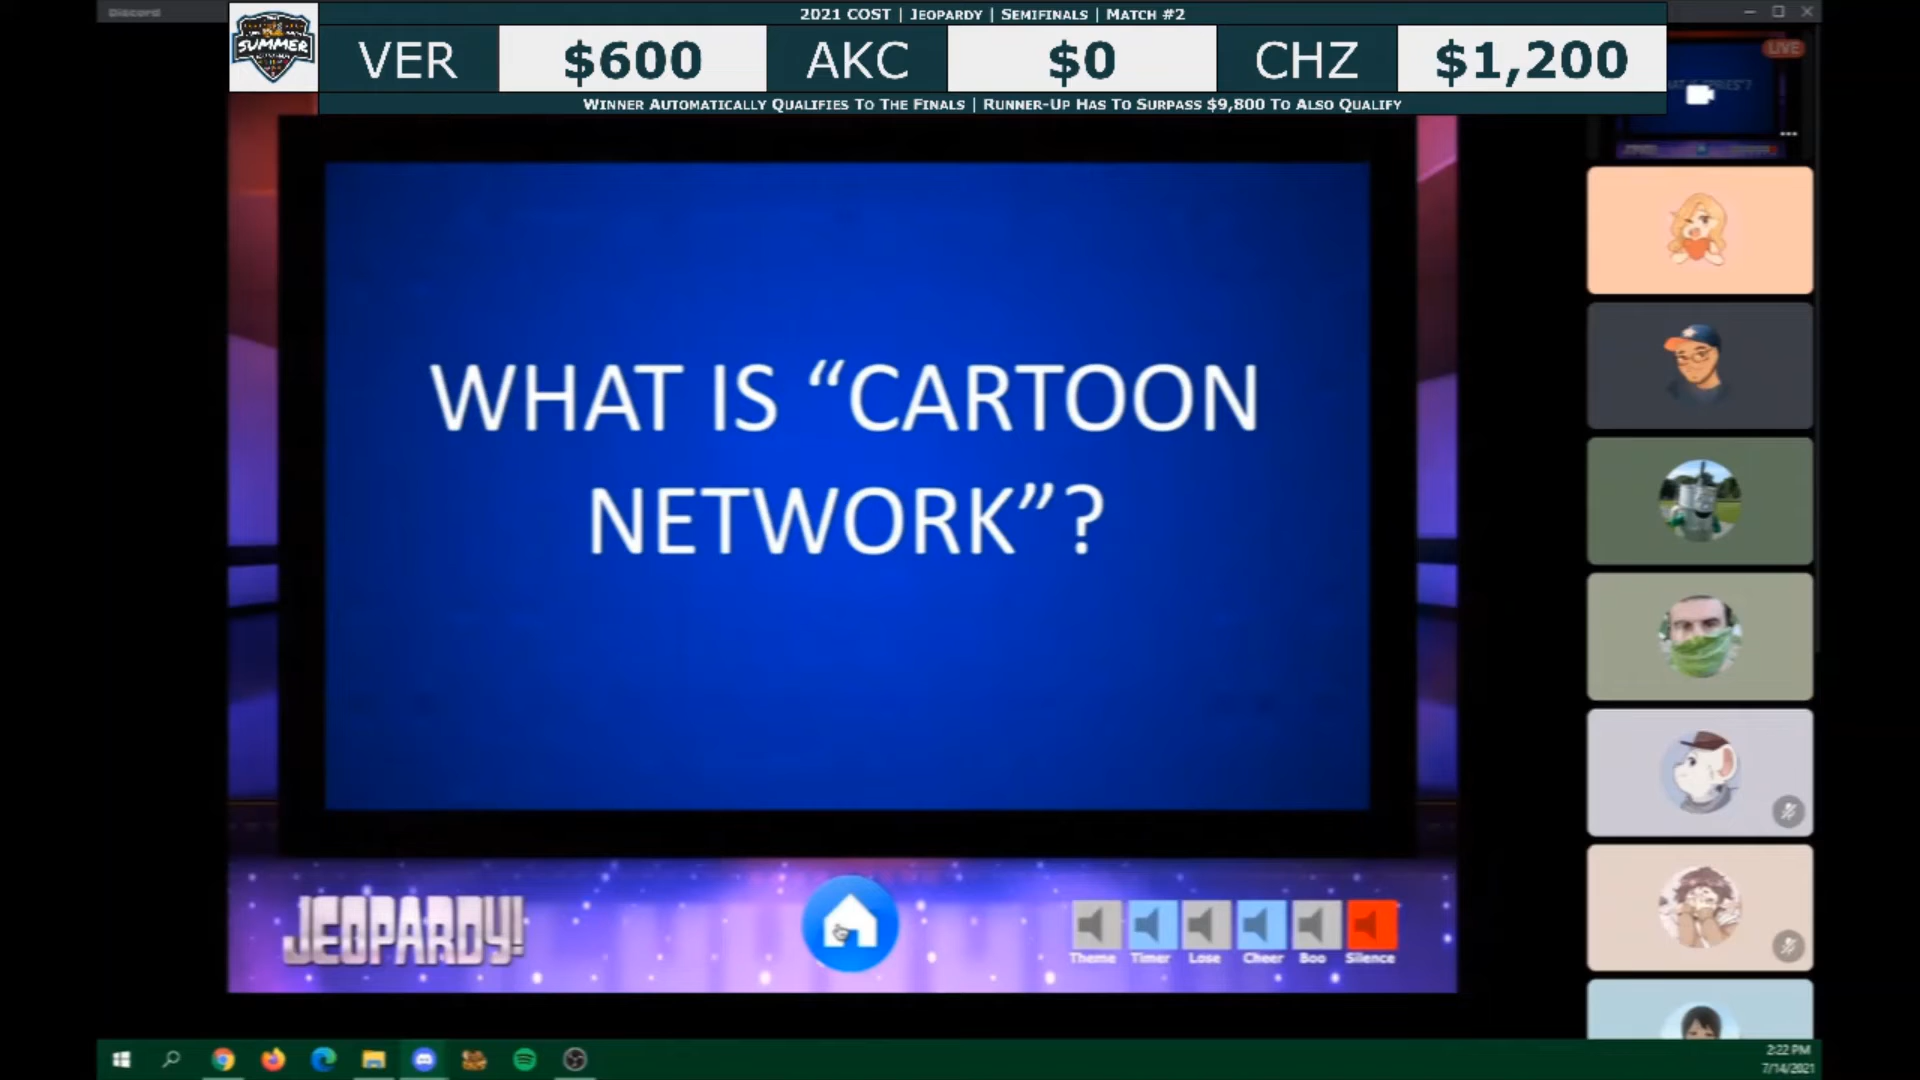 Discord
2021 COST | JEOPARDY | SEMIFINALS | MATCH #2
SUMMER
VER $600 AKC $0 CHZ $1,200
WINNER AUTOMATICALLY QUALIFIES TO THE FINALS | RUNNER-UP HAS TO SURPASS $9,800 TO ALSO QUALIFY
LIVE
WHAT IS “CARTOON
NETWORK”?
JEOPARDY!
Theme Timer Lose Cheer Boo Silence
2:22 PM
7/14/2021